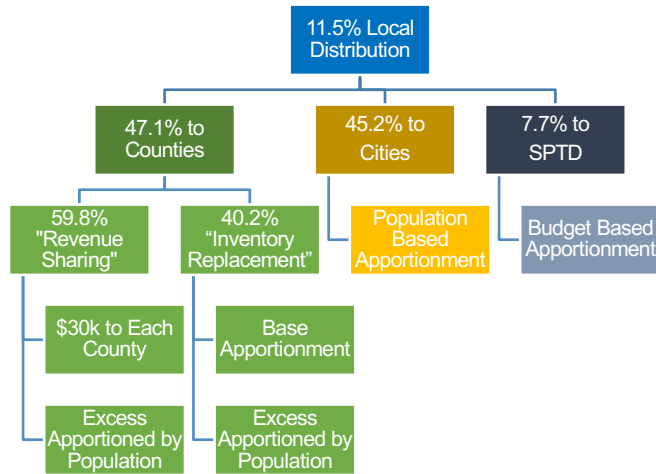 11.5% Local
Distribution
47.1% to
Counties
45.2% to
Cities
7.7% to
SPTD
59.8%
"Revenue
Sharing"
40.2%
“Inventory
Replacement”
Population
Based
Apportionment
Budget Based
Apportionment
$30k to Each
County
Base
Apportionment
Excess
Apportioned by
Population
Excess
Apportioned by
Population